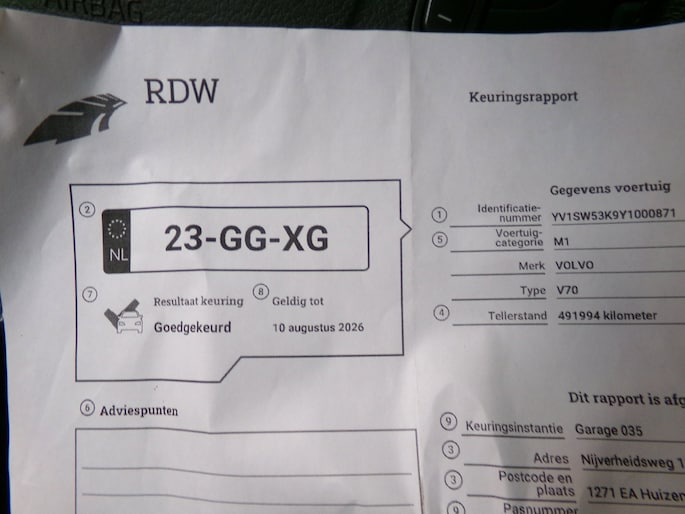 AIRBAG
RDW
Keuringsrapport
2
NL
23-GG-XG
7
Resultaat keuring
Goedgekeurd
8
Geldig tot
10 augustus 2026
Gegevens voertuig
1 Identificatie-
nummer YV1SW53K9Y1000871
5 Voertuig-
categorie M1
Merk VOLVO
Type V70
4 Tellerstand 491994 kilometer
6 Adviespunten
Dit rapport is afg
9 Keuringsinstantie Garage 035
3 Adres Nijverheidsweg 1
3 Postcode en
plaats 1271 EA Huizen
9 Pasnummer